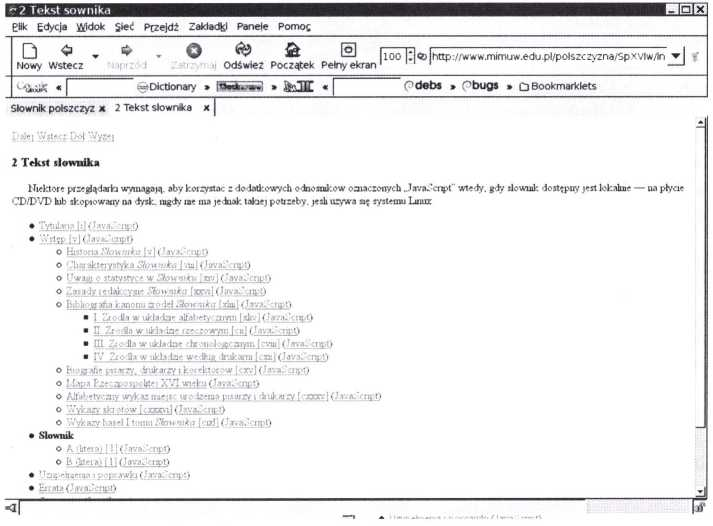 2 Tekst sownika
Plik Edycja Widok Sieć Przejdź Zakładki Panele Pomoc
Nowy Wstecz Naprzód Zatrzymaj Odśwież Początek Pełny ekran 100 http://www.mimuw.edu.pl/polszczyzna/SpXVIw/in
« Dictionary » » « debs » bugs » Bookmarklets
Słownik polszczyz x 2 Tekst słownika x
Dalej Wstecz Dół Wyżej
2 Tekst słownika
Niektóre przeglądarki wymagają, aby korzystać z dodatkowych odnośników oznaczonych „JavaScript” wtedy, gdy słownik dostępny jest lokalnie — na płycie
CD/DVD lub skopiowany na dysk, nigdy nie ma jednak takiej potrzeby, jeśli używa się systemu Linux
• Tytulatura [i] (JavaScript)
• Wstęp [v] (JavaScript)
Historia Słownika [v] (JavaScript)
Charakterystyka Słownika [viii] (JavaScript)
Uwagi o statystyce w Słowniku [xxi] (JavaScript)
Zasady redakcyjne Słownika [xxvi] (JavaScript)
Bibliografia kanonu źródeł Słownika [xliii] (JavaScript)
I. Źródła w układzie alfabetycznym [xliv] (JavaScript)
II. Źródła w układzie rzeczowym [cii] (JavaScript)
III. Źródła w układzie chronologicznym [cviii] (JavaScript)
IV. Źródła w układzie według drukarń [cxii] (JavaScript)
Biografie pisarzy, drukarzy i korektorów [cxv] (JavaScript)
Mapa Rzeczpospolitej XVI wieku (JavaScript)
Alfabetyczny wykaz miejsc urodzenia pisarzy i drukarzy [cxxxv] (JavaScript)
Wykazy skrótów [cxxxvi] (JavaScript)
Wykazy haseł I tomu Słownika [cxli] (JavaScript)
• Słownik
A (litera) [1] (JavaScript)
B (litera) [1] (JavaScript)
• Uzupełnienia i poprawki (JavaScript)
• Errata (JavaScript)